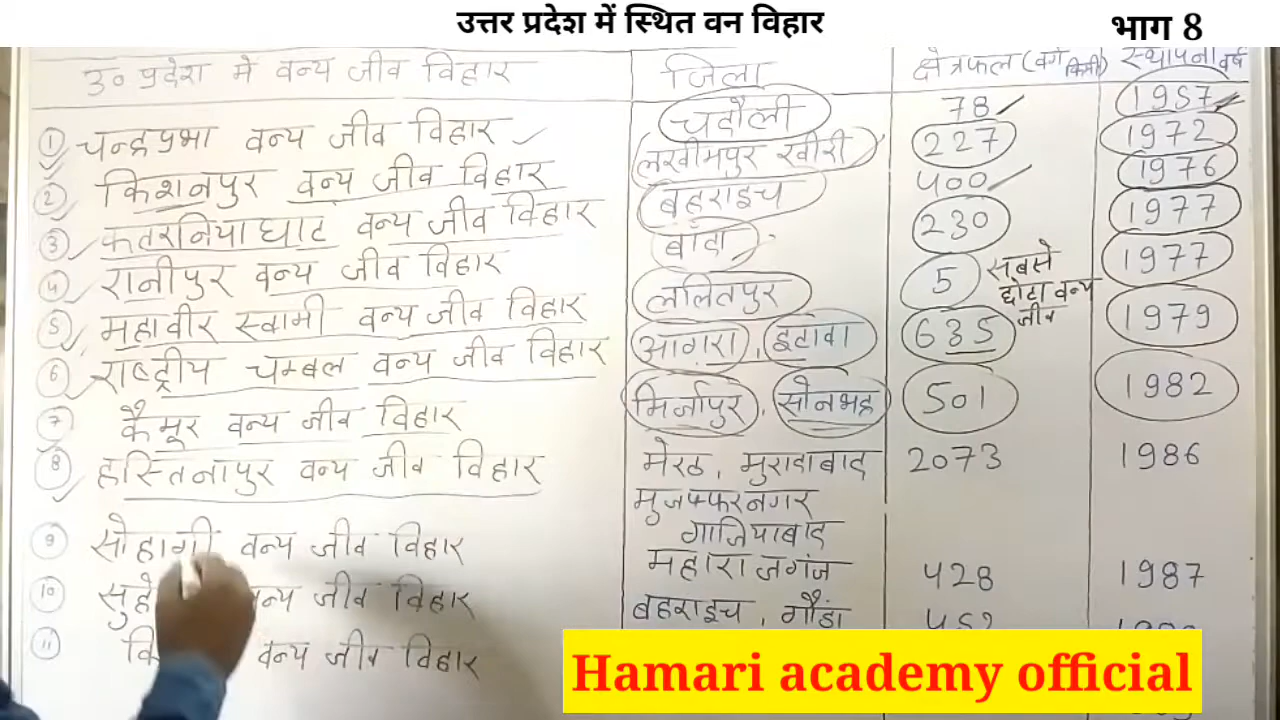 उत्तर प्रदेश में स्थित वन विहार
भाग 8
उ० प्रदेश में वन्य जीव विहार जिला क्षेत्रफल (वर्ग किमी) स्थापना वर्ष
1 चन्द्रप्रभा वन्य जीव विहार चदौली 78 1957
2 किशनपुर वन्य जीव विहार लखीमपुर खीरी 227 1972
3 कतरनियाघाट वन्य जीव विहार बहराइच 400 1976
4 रानीपुर वन्य जीव विहार बाँदा 230 1977
5 महावीर स्वामी वन्य जीव विहार ललितपुर 5 सबसे छोटा वन्य जीव 1977
6 राष्ट्रीय चम्बल वन्य जीव विहार आगरा, इटावा 635 1979
7 कैमूर वन्य जीव विहार मिर्जापुर, सोनभद्र 501 1982
8 हस्तिनापुर वन्य जीव विहार मेरठ, मुरादाबाद 2073 1986
मुजफ्फरनगर
गाजियाबाद
9 सोहागी वन्य जीव विहार महाराजगंज 428 1987
10 वन्य जीव विहार बहराइच, गौंडा
11 वन्य जीव विहार
Hamari academy official